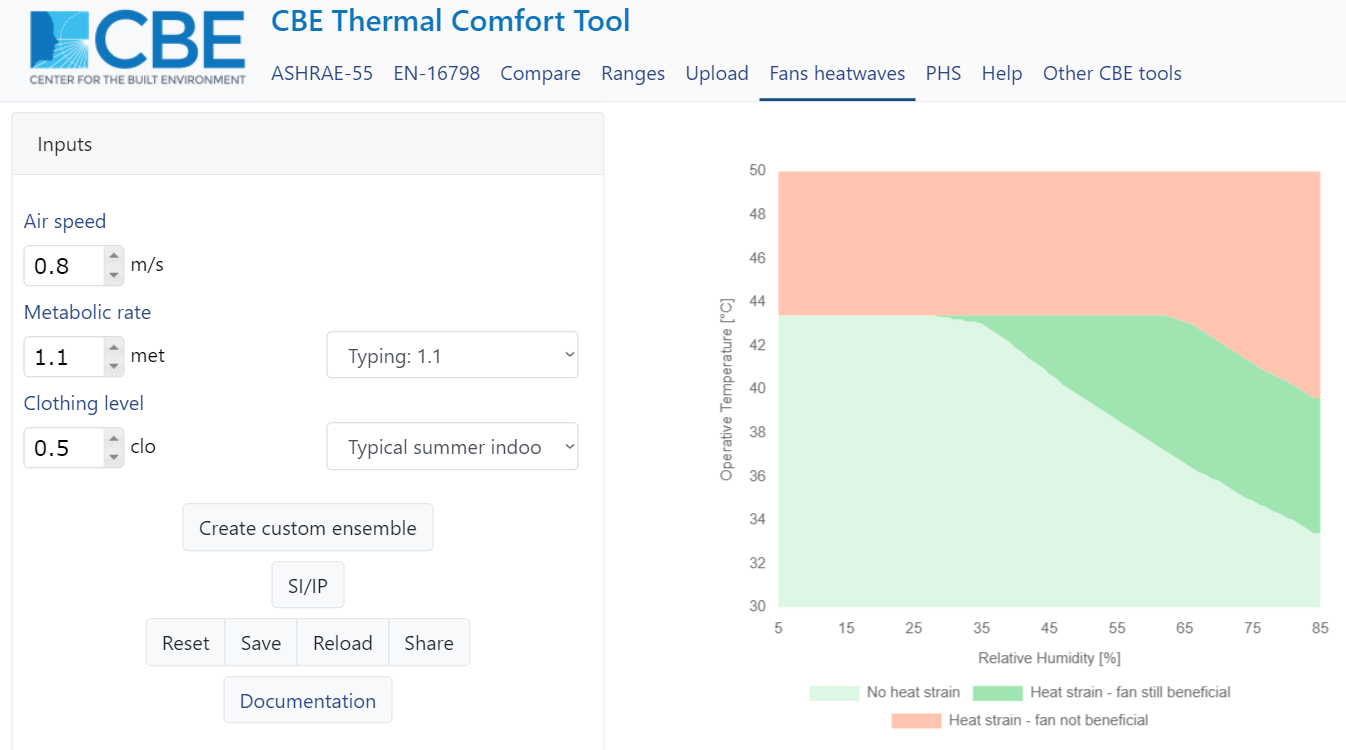 CBE
CENTER FOR THE BUILT ENVIRONMENT
CBE Thermal Comfort Tool
ASHRAE-55 EN-16798 Compare Ranges Upload Fans heatwaves PHS Help Other CBE tools
Inputs
Air speed
0.8 m/s
Metabolic rate
1.1 met Typing: 1.1
Clothing level
0.5 clo Typical summer indoo
Create custom ensemble
SI/IP
Reset Save Reload Share
Documentation
Operative Temperature [°C]
50
48
46
44
42
40
38
36
34
32
30
5 15 25 35 45 55 65 75 85
Relative Humidity [%]
No heat strain Heat strain - fan still beneficial
Heat strain - fan not beneficial